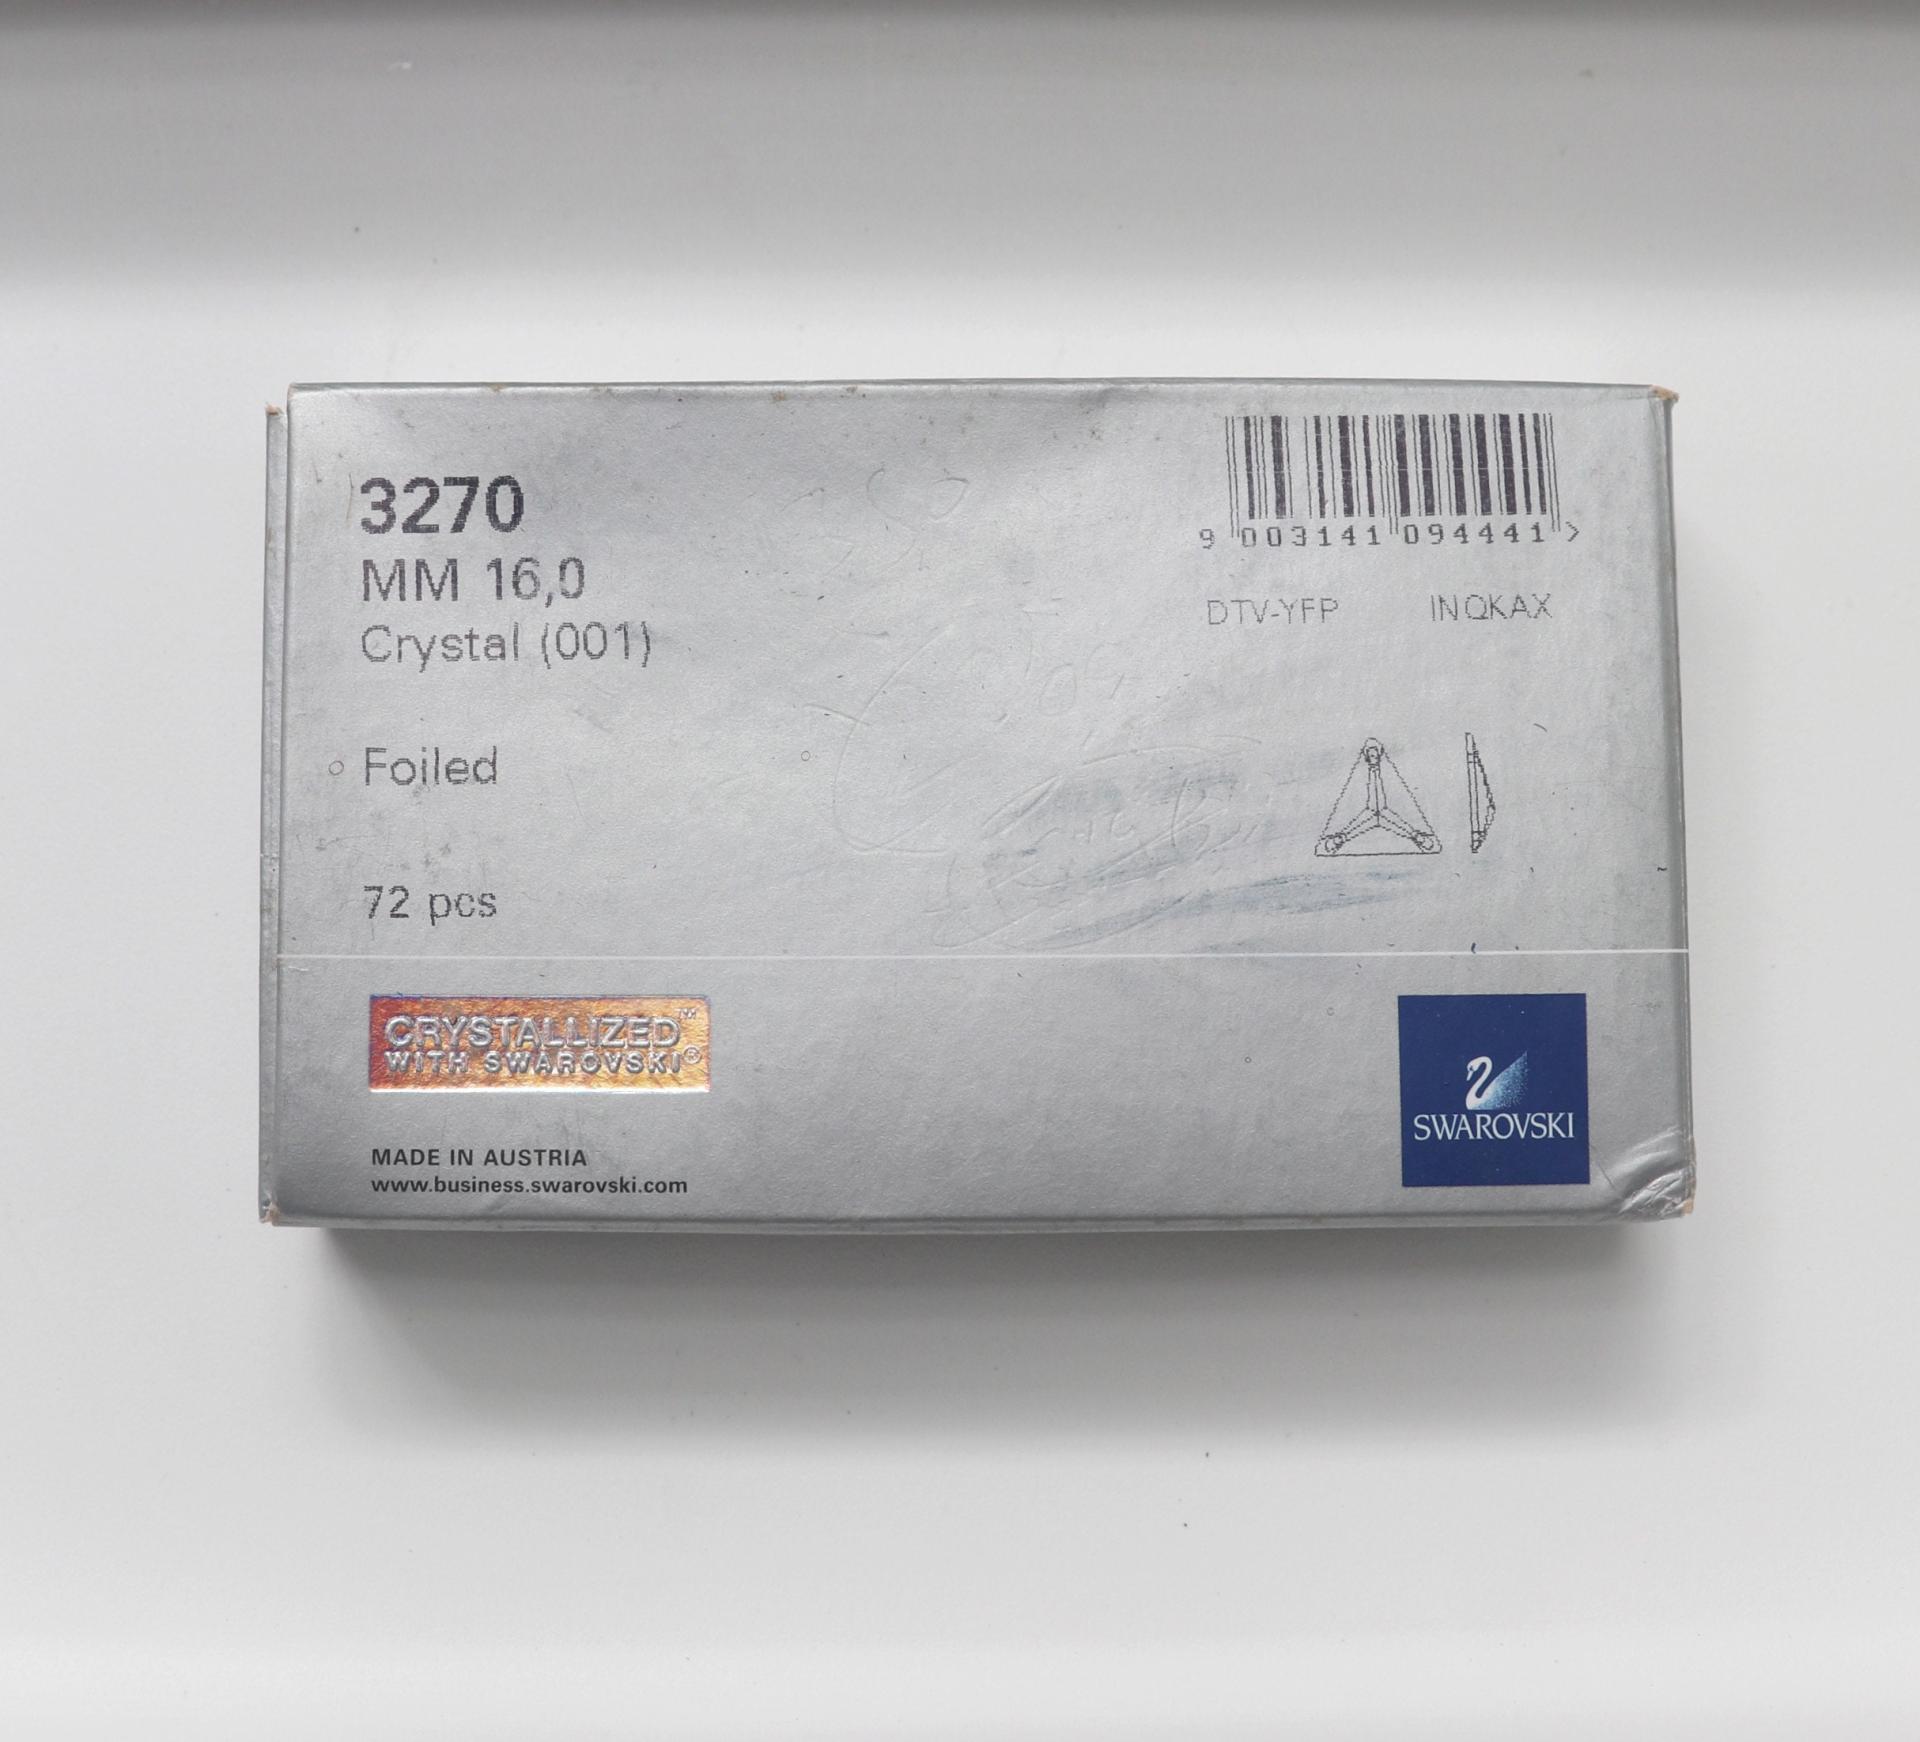 3270
MM 16,0
Crystal (001)
Foiled
72 pcs
9 003141 094441 >
DTV-YFP INQKAX
CRYSTALLIZED™
WITH SWAROVSKI®
MADE IN AUSTRIA
www.business.swarovski.com
SWAROVSKI